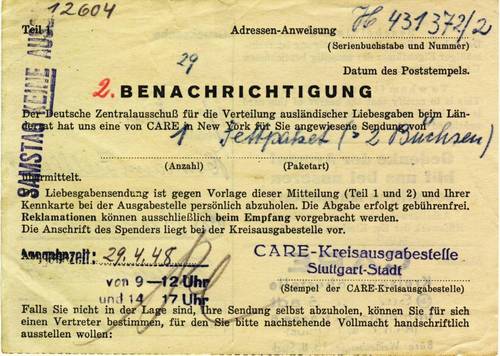 12604
Teil I
Adressen-Anweisung H 431372/2
(Serienbuchstabe und Nummer)
29
Datum des Poststempels.
2. BENACHRICHTIGUNG
Der Deutsche Zentralausschuß für die Verteilung ausländischer Liebesgaben beim Län-
derrat hat uns eine von CARE in New York für Sie angewiesene Sendung von
1 Fettpaket (= 2 Büchsen)
(Anzahl) (Paketart)
übermittelt.
Liebesgabensendung ist gegen Vorlage dieser Mitteilung (Teil 1 und 2) und Ihrer
Kennkarte bei der Ausgabestelle persönlich abzuholen. Die Abgabe erfolgt gebührenfrei.
Reklamationen können ausschließlich beim Empfang vorgebracht werden.
Die Anschrift des Spenders liegt bei der Kreisausgabestelle vor.
29.4.48
von 9–12 Uhr
und 14 17 Uhr
CARE-Kreisausgabestelle
Stuttgart-Stadt
(Stempel der CARE-Kreisausgabestelle)
Falls Sie nicht in der Lage sind, ihre Sendung selbst abzuholen, können Sie für sich
einen Vertreter bestimmen, für den Sie bitte nachstehende Vollmacht handschriftlich
ausstellen wollen:
SAMSTAG KEINE AUS